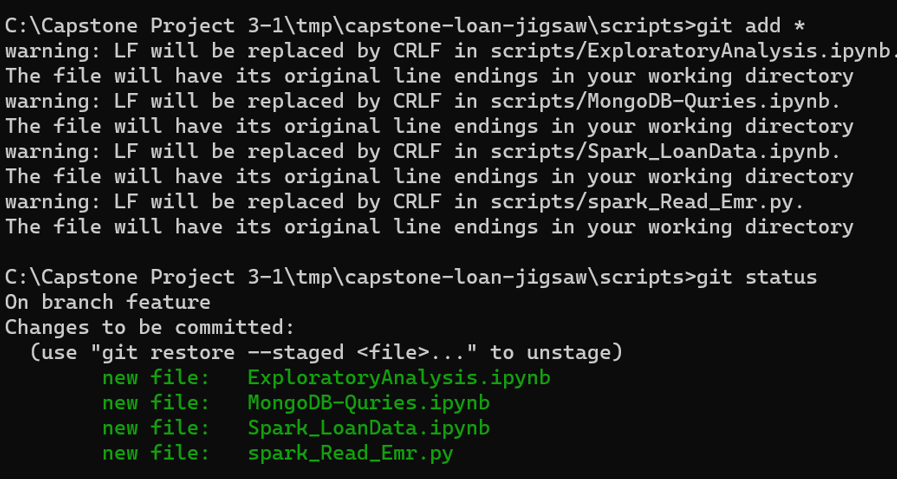 C:\Capstone Project 3-1\tmp\capstone-loan-jigsaw\scripts>git add *
warning: LF will be replaced by CRLF in scripts/ExploratoryAnalysis.ipynb.
The file will have its original line endings in your working directory
warning: LF will be replaced by CRLF in scripts/MongoDB-Quries.ipynb.
The file will have its original line endings in your working directory
warning: LF will be replaced by CRLF in scripts/Spark_LoanData.ipynb.
The file will have its original line endings in your working directory
warning: LF will be replaced by CRLF in scripts/spark_Read_Emr.py.
The file will have its original line endings in your working directory
C:\Capstone Project 3-1\tmp\capstone-loan-jigsaw\scripts>git status
On branch feature
Changes to be committed:
  (use "git restore --staged <file>..." to unstage)
        new file:   ExploratoryAnalysis.ipynb
        new file:   MongoDB-Quries.ipynb
        new file:   Spark_LoanData.ipynb
        new file:   spark_Read_Emr.py